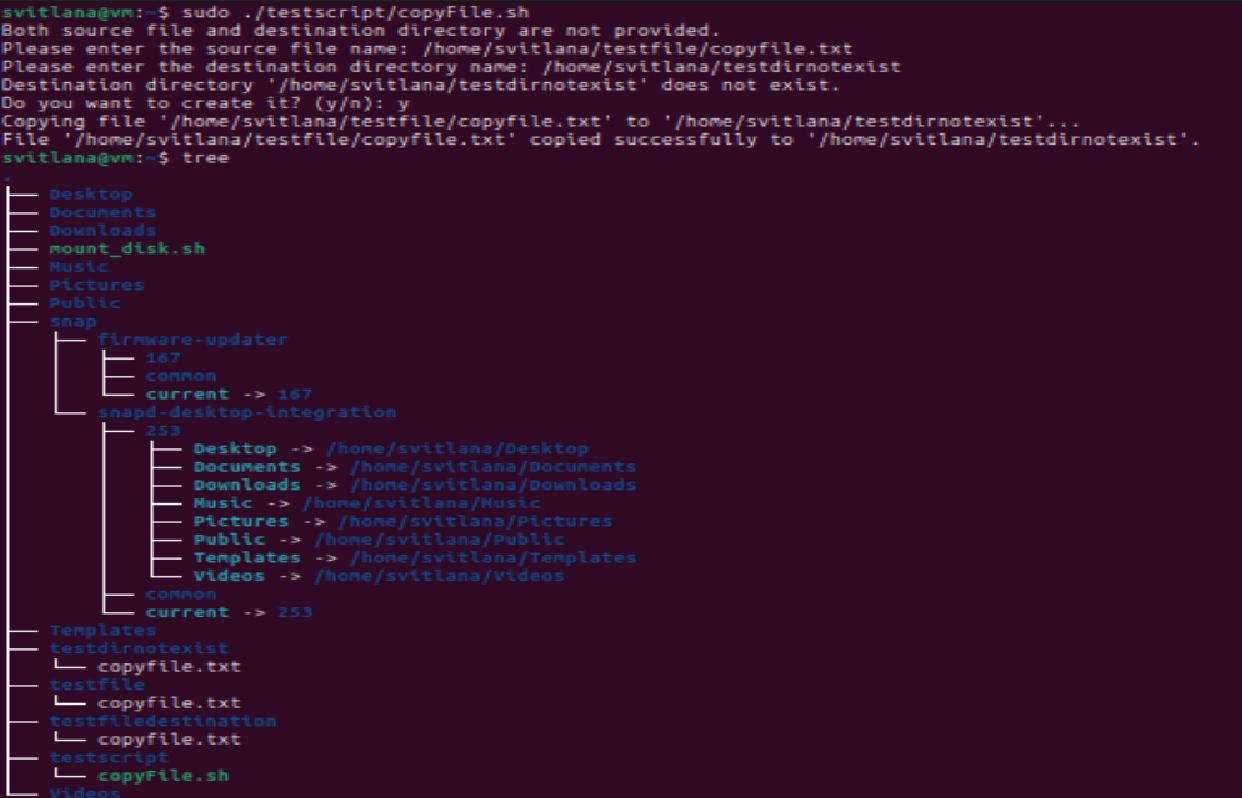 svitlana@vm:~$ sudo ./testscript/copyFile.sh
Both source file and destination directory are not provided.
Please enter the source file name: /home/svitlana/testfile/copyfile.txt
Please enter the destination directory name: /home/svitlana/testdirnotexist
Destination directory '/home/svitlana/testdirnotexist' does not exist.
Do you want to create it? (y/n): y
Copying file '/home/svitlana/testfile/copyfile.txt' to '/home/svitlana/testdirnotexist'...
File '/home/svitlana/testfile/copyfile.txt' copied successfully to '/home/svitlana/testdirnotexist'.
svitlana@vm:~$ tree
.
├── Desktop
├── Documents
├── Downloads
├── mount_disk.sh
├── Music
├── Pictures
├── Public
├── snap
│   ├── firmware-updater
│   │   ├── 167
│   │   ├── common
│   │   └── current -> 167
│   └── snapd-desktop-integration
│       ├── 253
│       │   ├── Desktop -> /home/svitlana/Desktop
│       │   ├── Documents -> /home/svitlana/Documents
│       │   ├── Downloads -> /home/svitlana/Downloads
│       │   ├── Music -> /home/svitlana/Music
│       │   ├── Pictures -> /home/svitlana/Pictures
│       │   ├── Public -> /home/svitlana/Public
│       │   ├── Templates -> /home/svitlana/Templates
│       │   └── Videos -> /home/svitlana/Videos
│       ├── common
│       └── current -> 253
├── Templates
├── testdirnotexist
│   └── copyfile.txt
├── testfile
│   └── copyfile.txt
├── testfiledestination
│   └── copyfile.txt
├── testscript
│   └── copyFile.sh
└── Videos